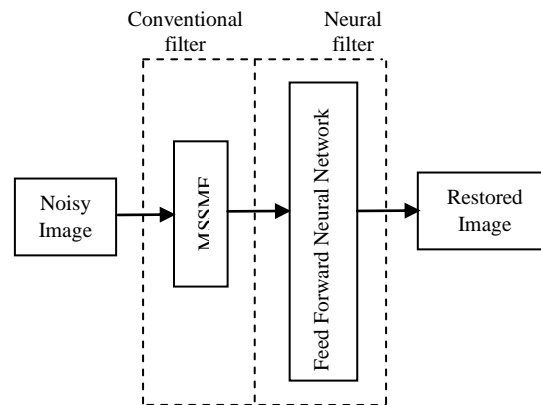 Conventional
filter
Neural
filter
Noisy
Image
MSSMF
Feed Forward Neural Network
Restored
Image